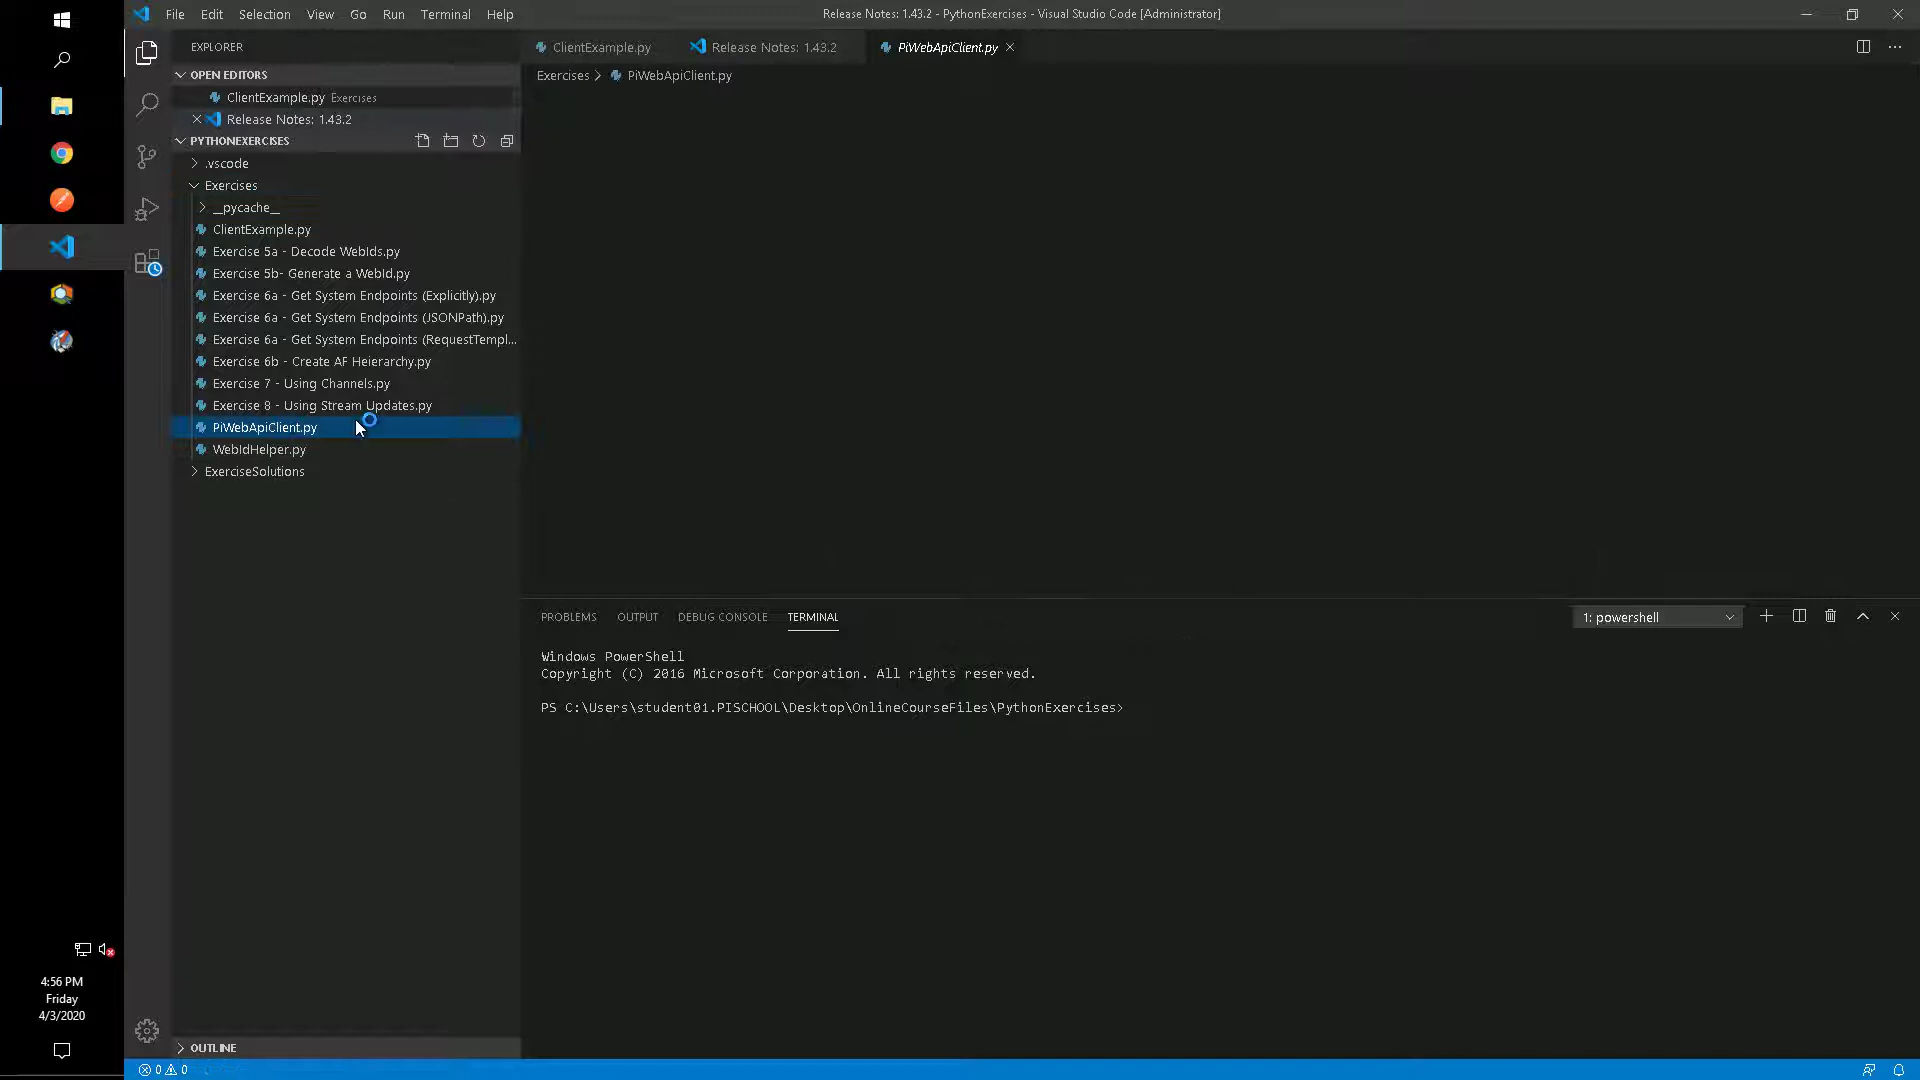 File Edit Selection View Go Run Terminal Help
Release Notes: 1.43.2 - PythonExercises - Visual Studio Code [Administrator]
EXPLORER
OPEN EDITORS
ClientExample.py Exercises
Release Notes: 1.43.2
PYTHONEXERCISES
.vscode
Exercises
__pycache__
ClientExample.py
Exercise 5a - Decode WebIds.py
Exercise 5b- Generate a WebId.py
Exercise 6a - Get System Endpoints (Explicitly).py
Exercise 6a - Get System Endpoints (JSONPath).py
Exercise 6a - Get System Endpoints (RequestTempl...
Exercise 6b - Create AF Heierarchy.py
Exercise 7 - Using Channels.py
Exercise 8 - Using Stream Updates.py
PiWebApiClient.py
WebIdHelper.py
ExerciseSolutions
OUTLINE
ClientExample.py
Release Notes: 1.43.2
PiWebApiClient.py
Exercises > PiWebApiClient.py
PROBLEMS OUTPUT DEBUG CONSOLE TERMINAL
1: powershell
Windows PowerShell
Copyright (C) 2016 Microsoft Corporation. All rights reserved.
PS C:\Users\student01.PISCHOOL\Desktop\OnlineCourseFiles\PythonExercises>
4:56 PM
Friday
4/3/2020
0 0